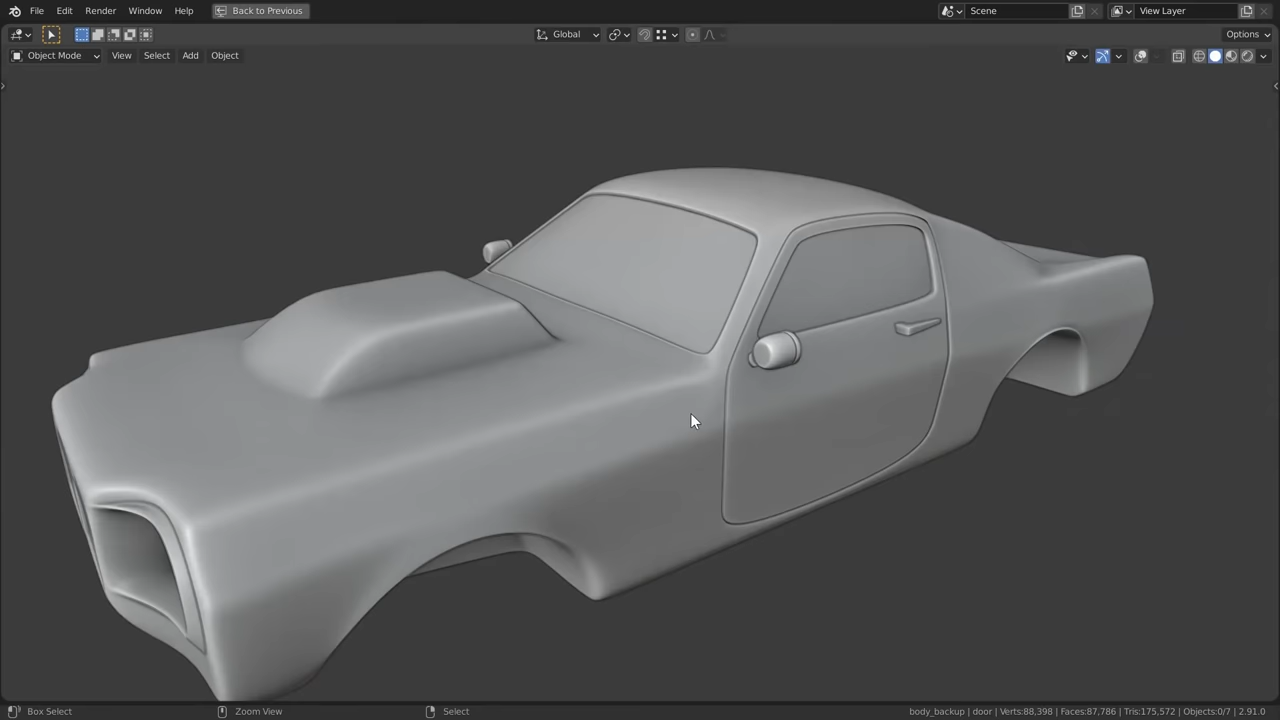 File Edit Render Window Help Back to Previous Scene View Layer
Global Options
Object Mode View Select Add Object
Box Select Zoom View Select body_backup | door | Verts:88,398 | Faces:87,786 | Tris:175,572 | Objects:0/7 | 2.91.0